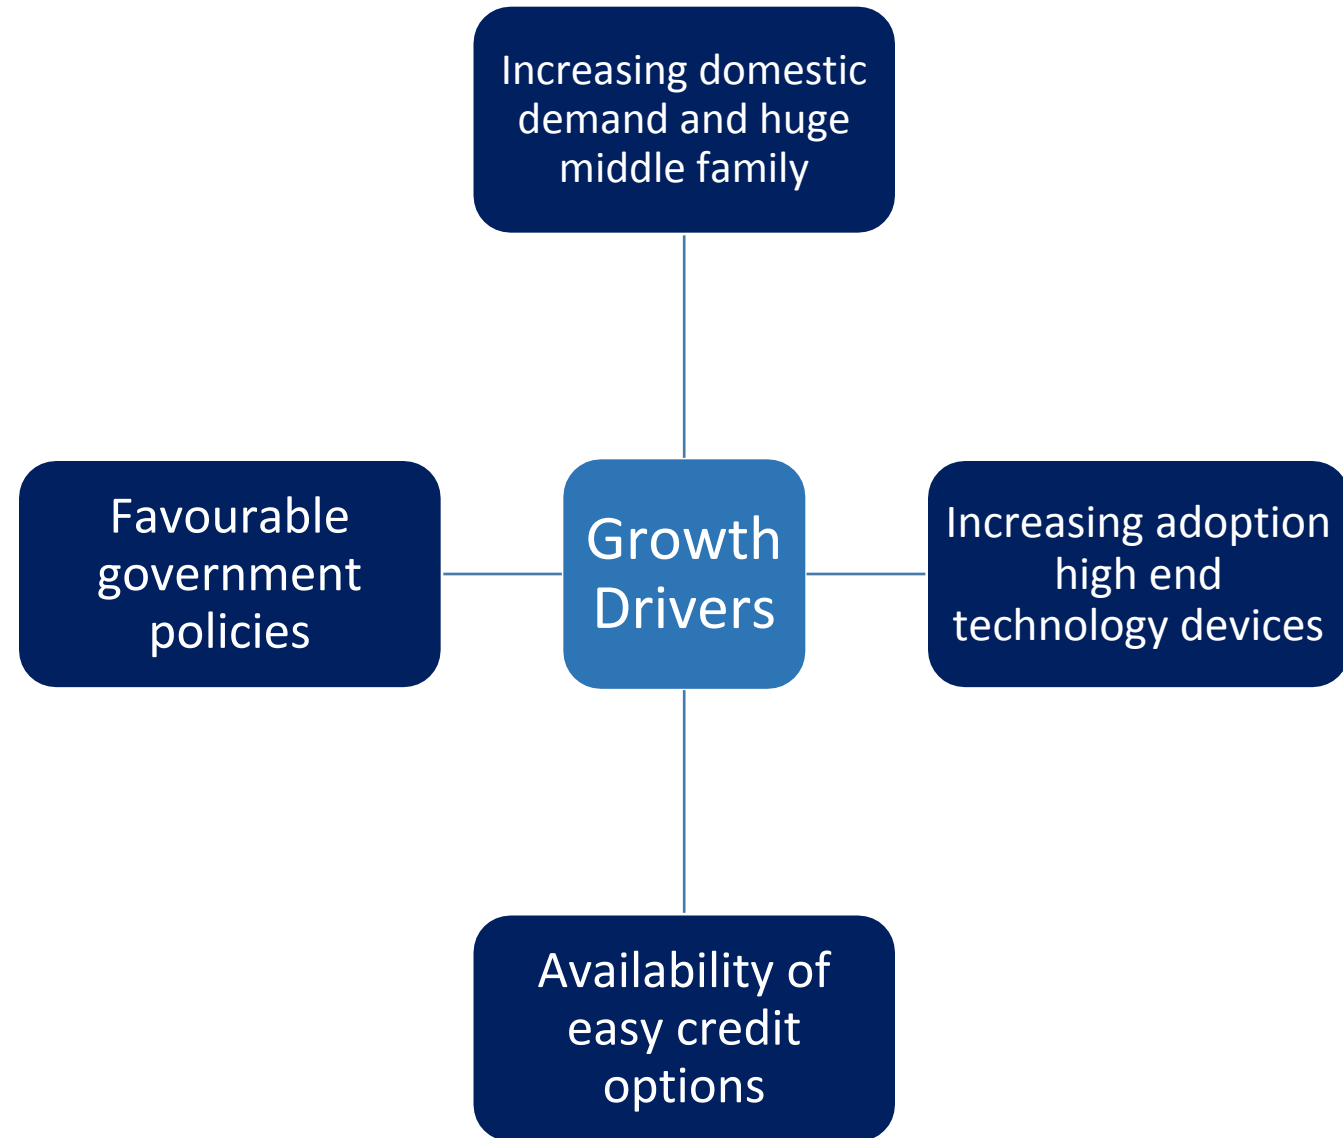 Increasing domestic
demand and huge
middle family
Favourable
government
policies
Growth
Drivers
Increasing adoption
high end
technology devices
Availability of
easy credit
options